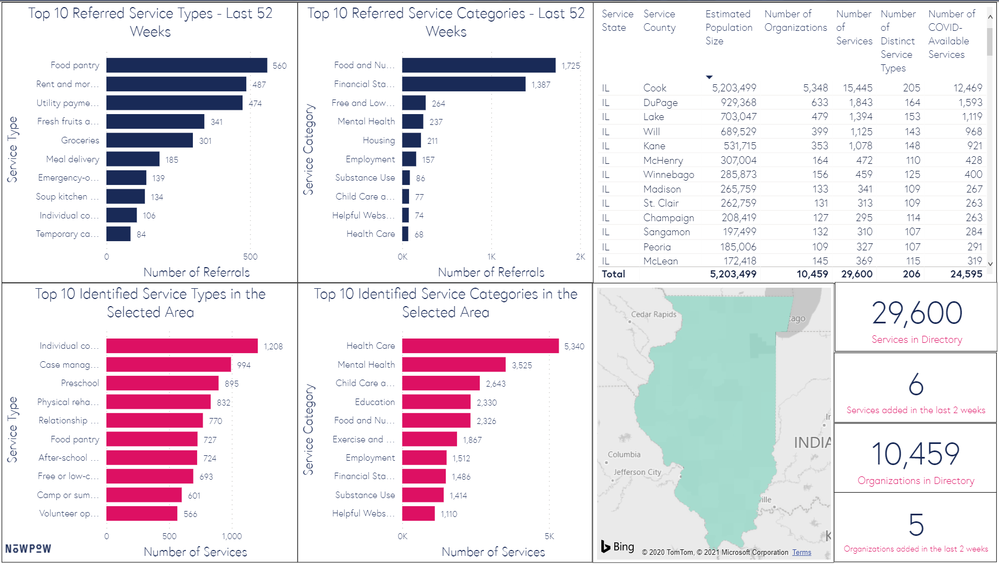 Top 10 Referred Service Types - Last 52
Weeks
Service Type
Food pantry 560
Rent and mor... 487
Utility payme... 474
Fresh fruits a... 341
Groceries 301
Meal delivery 185
Emergency-o... 139
Soup kitchen ... 134
Individual co... 106
Temporary ca... 84
0 500
Number of Referrals
Top 10 Referred Service Categories - Last 52
Weeks
Service Category
Food and Nu... 1,725
Financial Sta... 1,387
Free and Low... 264
Mental Health 237
Housing 211
Employment 157
Substance Use 86
Child Care a... 77
Helpful Webs... 74
Health Care 68
0K 1K 2K
Number of Referrals
Service State Service County Estimated Population Size Number of Organizations Number of Services Number of Distinct Service Types Number of COVID-Available Services
IL Cook 5,203,499 5,348 15,445 205 12,469
IL DuPage 929,368 633 1,843 164 1,593
IL Lake 703,047 479 1,394 153 1,119
IL Will 689,529 399 1,125 143 968
IL Kane 531,715 353 1,078 148 921
IL McHenry 307,004 164 472 110 428
IL Winnebago 285,873 156 459 125 400
IL Madison 265,759 133 341 109 267
IL St. Clair 262,759 131 313 109 263
IL Champaign 208,419 127 295 114 263
IL Sangamon 197,499 132 310 107 284
IL Peoria 185,006 109 327 107 291
IL McLean 172,418 145 369 115 319
Total 5,203,499 10,459 29,600 206 24,595
Top 10 Identified Service Types in the
Selected Area
Service Type
Individual co... 1,208
Case manag... 994
Preschool 895
Physical reha... 832
Relationship ... 770
Food pantry 727
After-school ... 724
Free or low-c... 693
Camp or sum... 601
Volunteer op... 566
0 500 1,000
Number of Services
NOWPOW
Top 10 Identified Service Categories in the
Selected Area
Service Category
Health Care 5,340
Mental Health 3,525
Child Care a... 2,643
Education 2,330
Food and Nu... 2,326
Exercise and ... 1,867
Employment 1,512
Financial Sta... 1,486
Substance Use 1,414
Helpful Webs... 1,110
0K 5K
Number of Services
Cedar Rapids
cago
In
INDIA
Columbia
Jefferson City
ille
K
Bing
© 2020 TomTom, © 2021 Microsoft Corporation Terms
29,600
Services in Directory
6
Services added in the last 2 weeks
10,459
Organizations in Directory
5
Organizations added in the last 2 weeks